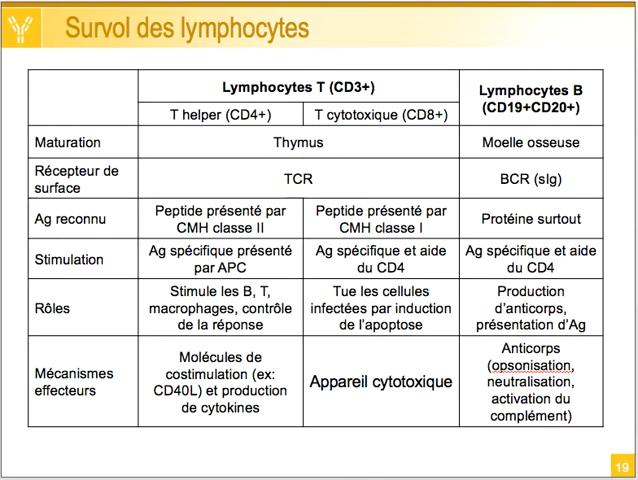 Survol des lymphocytes
Lymphocytes T (CD3+)
Lymphocytes B
(CD19+CD20+)
T helper (CD4+)
T cytotoxique (CD8+)
Maturation
Thymus
Moelle osseuse
Récepteur de
surface
TCR
BCR (sIg)
Ag reconnu
Peptide présenté par
CMH classe II
Peptide présenté par
CMH classe I
Protéine surtout
Stimulation
Ag spécifique présenté
par APC
Ag spécifique et aide
du CD4
Ag spécifique et aide
du CD4
Rôles
Stimule les B, T,
macrophages, contrôle
de la réponse
Tue les cellules
infectées par induction
de l'apoptose
Production
d'anticorps,
présentation d'Ag
Mécanismes
effecteurs
Molécules de
costimulation (ex:
CD40L) et production
de cytokines
Appareil cytotoxique
Anticorps
(opsonisation,
neutralisation,
activation du
complément)
19